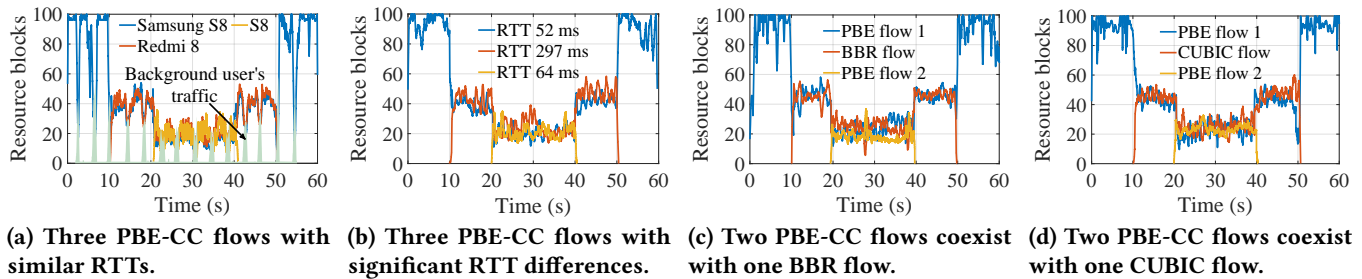 Resource blocks
100
80
60
40
20
0
Samsung S8
S8
Redmi 8
Background user's
traffic
0 10 20 30 40 50 60
Time (s)
(a) Three PBE-CC flows with
similar RTTs.
Resource blocks
100
80
60
40
20
0
RTT 52 ms
RTT 297 ms
RTT 64 ms
0 10 20 30 40 50 60
Time (s)
(b) Three PBE-CC flows with
significant RTT differences.
Resource blocks
100
80
60
40
20
0
PBE flow 1
BBR flow
PBE flow 2
0 10 20 30 40 50 60
Time (s)
(c) Two PBE-CC flows coexist
with one BBR flow.
Resource blocks
100
80
60
40
20
0
PBE flow 1
CUBIC flow
PBE flow 2
0 10 20 30 40 50 60
Time (s)
(d) Two PBE-CC flows coexist
with one CUBIC flow.